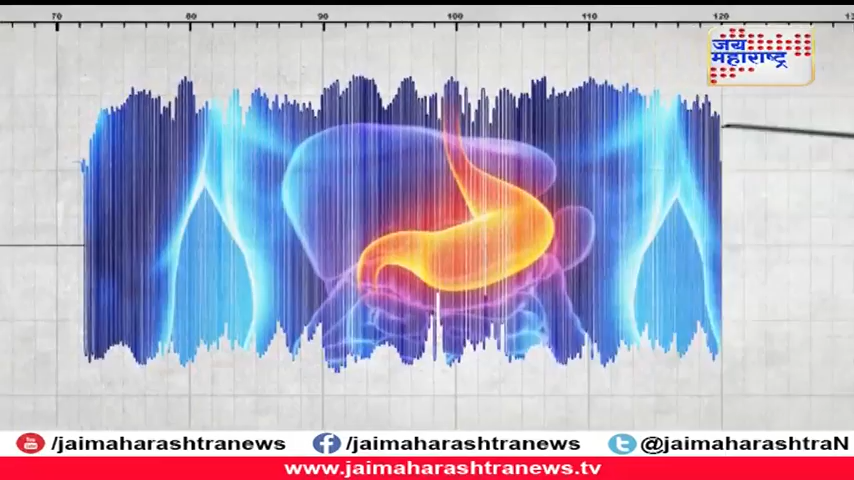 70 80 90 100 110 120
जय
महाराष्ट्र
/jaimaharashtranews /jaimaharashtranews @jaimaharashtraN
www.jaimaharashtranews.tv